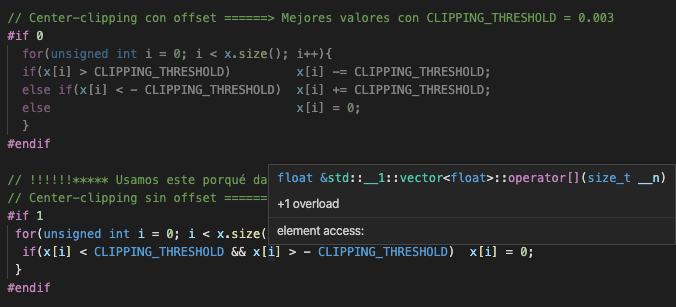 // Center-clipping con offset ======> Mejores valores con CLIPPING_THRESHOLD = 0.003
#if 0
for(unsigned int i = 0; i < x.size(); i++){
if(x[i] > CLIPPING_THRESHOLD) x[i] -= CLIPPING_THRESHOLD;
else if(x[i] < - CLIPPING_THRESHOLD) x[i] += CLIPPING_THRESHOLD;
else x[i] = 0;
}
#endif
// !!!!!!***** Usamos este porqué da
// Center-clipping sin offset ======
#if 1
for(unsigned int i = 0; i < x.size(
if(x[i] < CLIPPING_THRESHOLD && x[i] > - CLIPPING_THRESHOLD) x[i] = 0;
}
#endif
float &std::__1::vector<float>::operator[](size_t __n)
+1 overload
element access: